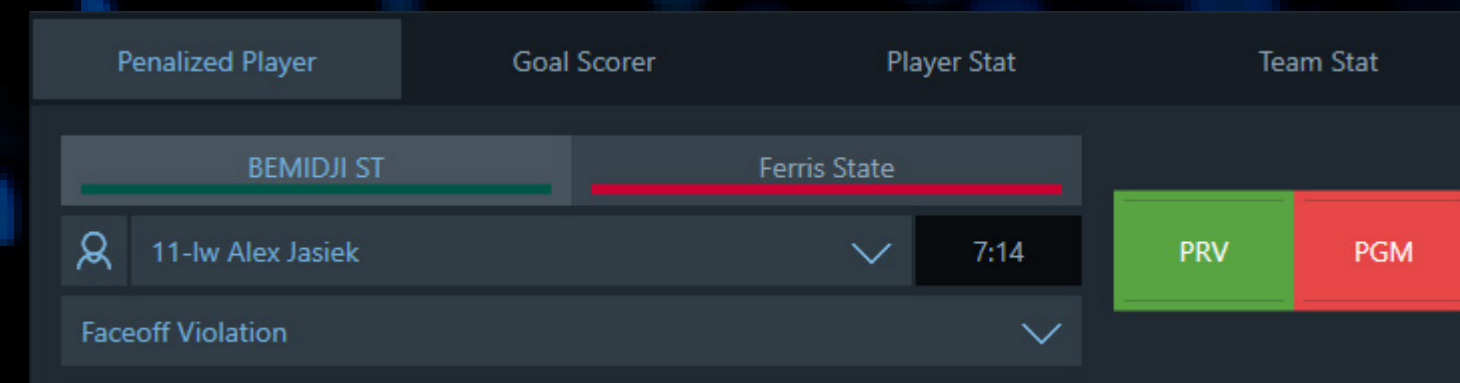 Penalized Player Goal Scorer Player Stat Team Stat
BEMIDJI ST Ferris State
11-lw Alex Jasiek 7:14 PRV PGM
Faceoff Violation